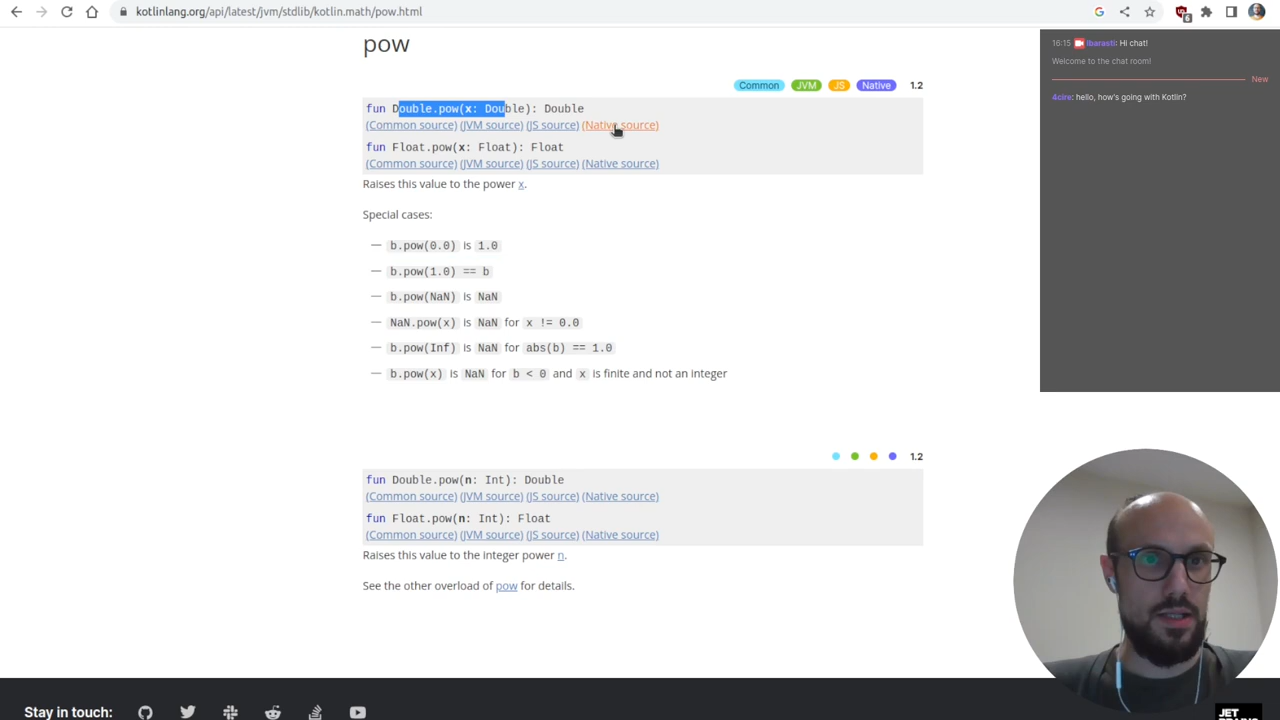 kotlinlang.org/api/latest/jvm/stdlib/kotlin.math/pow.html
6
pow
Common JVM JS Native 1.2
fun Double.pow(x: Double): Double
(Common source) (JVM source) (JS source) (Native source)
fun Float.pow(x: Float): Float
(Common source) (JVM source) (JS source) (Native source)
Raises this value to the power x.
Special cases:
— b.pow(0.0) is 1.0
— b.pow(1.0) == b
— b.pow(NaN) is NaN
— NaN.pow(x) is NaN for x != 0.0
— b.pow(Inf) is NaN for abs(b) == 1.0
— b.pow(x) is NaN for b < 0 and x is finite and not an integer
1.2
fun Double.pow(n: Int): Double
(Common source) (JVM source) (JS source) (Native source)
fun Float.pow(n: Int): Float
(Common source) (JVM source) (JS source) (Native source)
Raises this value to the integer power n.
See the other overload of pow for details.
Stay in touch:
JET
BRAINS
16:15 lbarasti: Hi chat!
Welcome to the chat room!
New
4cire: hello, how's going with Kotlin?